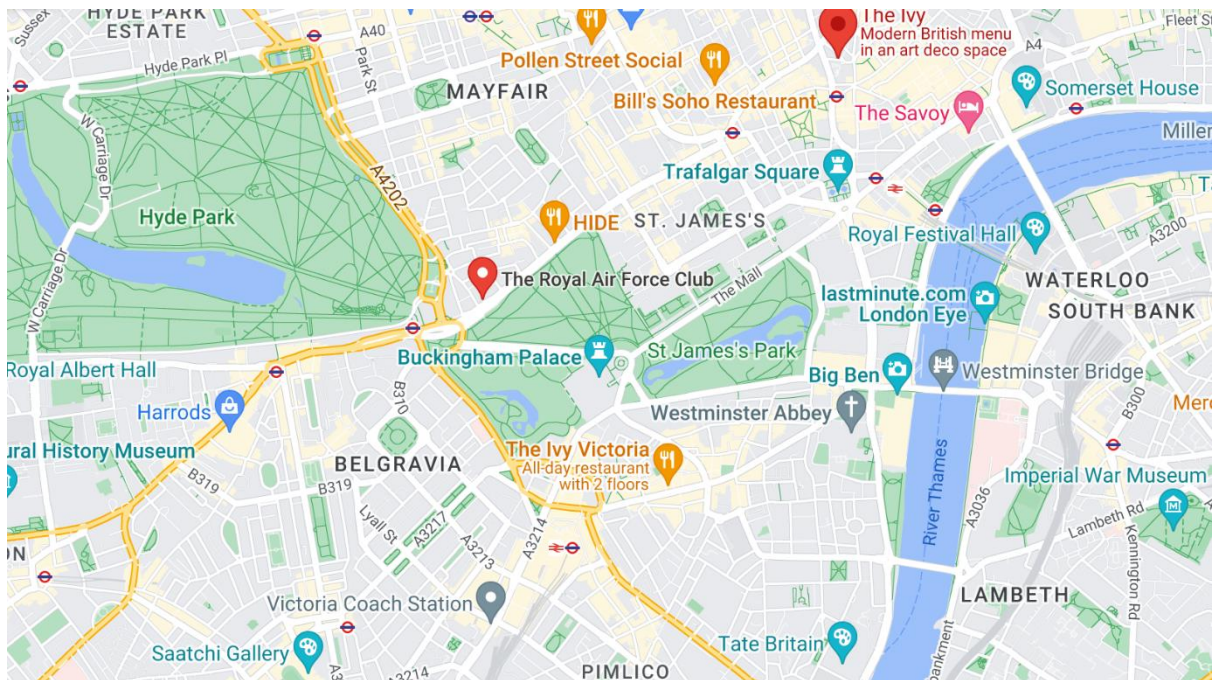 HYDE PARK
ESTATE
Sussex
A40
Hyde Park Pl
Park St
Pollen Street Social
MAYFAIR
Bill's Soho Restaurant
The Ivy
Modern British menu
in an art deco space
Fleet St
A4
Somerset House
The Savoy
Miller
W Carriage Dr
A4202
Trafalgar Square
Hyde Park
HIDE
ST. JAMES'S
Royal Festival Hall
A3200
W Carriage Dr
The Royal Air Force Club
The Mall
WATERLOO
SOUTH BANK
lastminute.com
London Eye
Royal Albert Hall
Buckingham Palace
St James's Park
Big Ben
Westminster Bridge
Harrods
B310
Westminster Abbey
B300
Merc
ural History Museum
BELGRAVIA
The Ivy Victoria
All-day restaurant
with 2 floors
Imperial War Museum
B319
B319
Lyall St
A3217
A3214
A3213
River Thames
A3036
Lambeth Rd
Kennington Rd
ON
Victoria Coach Station
LAMBETH
Saatchi Gallery
A3214
PIMLICO
Tate Britain
bankment